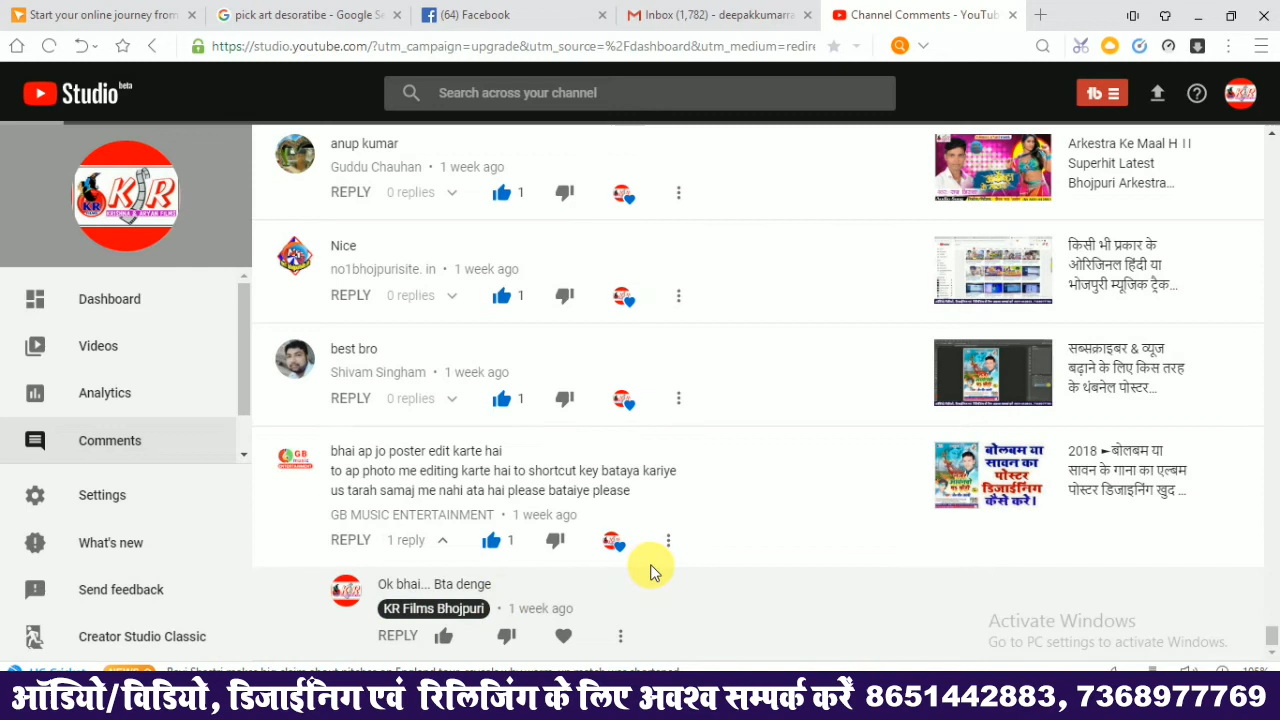 Start your journey from
pick art desoratibe - Google Se
(64) Facebook
Inbox (1,782) - deepakkumarra
Channel Comments - YouTub
https://studio.youtube.com/?utm_campaign=upgrade&utm_source=%2Fdashboard&utm_medium=redire
Studio beta
Search across your channel
KR
KRISHNA & ARYAN FILMS
Dashboard
Videos
Analytics
Comments
Settings
What's new
Send feedback
Creator Studio Classic
anup kumar
Guddu Chauhan • 1 week ago
REPLY 0 replies 1
Arkestra Ke Maal H II
Superhit Latest
Bhojpuri Arkestra...
Nice
no1bhojpurisite. in • 1 week ago
REPLY 0 replies 1
किसी भी प्रकार के
ओरिजिनल हिंदी या
भोजपुरी म्यूजिक ट्रैक...
best bro
Shivam Singham • 1 week ago
REPLY 0 replies 1
सब्सक्राइबर & व्यूज
बढ़ाने के लिए किस तरह
के थंबनेल पोस्टर...
bhai ap jo poster edit karte hai
to ap photo me editing karte hai to shortcut key bataya kariye
us tarah samaj me nahi ata hai please bataiye please
GB MUSIC ENTERTAINMENT • 1 week ago
REPLY 1 reply 1
बोलबम या
सावन का
पोस्टर
डिजाईनिंग
कैसे करे।
2018 ►बोलबम या
सावन के गाना का एल्बम
पोस्टर डिजाइनिंग खुद ...
Ok bhai... Bta denge
KR Films Bhojpuri • 1 week ago
REPLY
Activate Windows
Go to PC settings to activate Windows.
ऑडियो/विडियो, डिजाईनिग एवं रिलिजिंग के लिए अवश्व सम्पर्क करें 8651442883, 7368977769